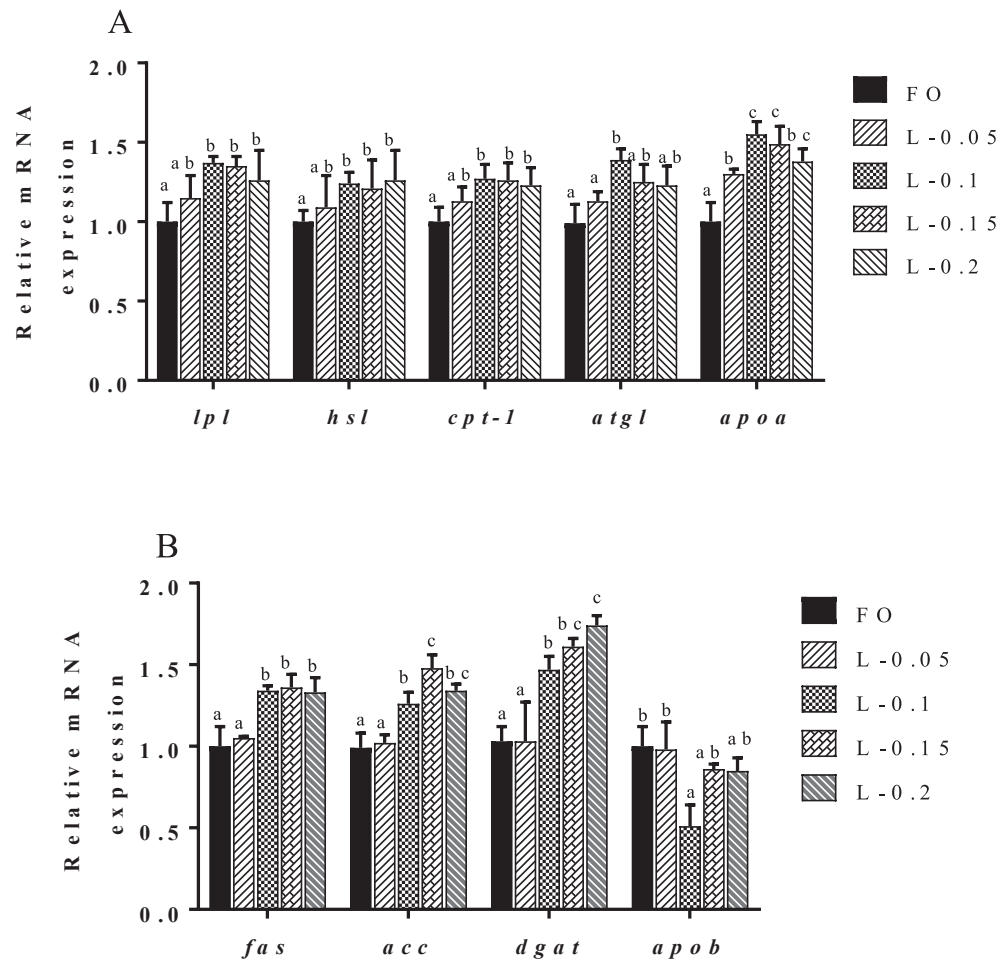 A
2.0
1.5
1.0
0.5
0.0
Relative mRNA
expression
a ab b b b
a ab b b b
a ab b b b
a a b ab ab
a b c c bc
lpl hsl cpt-1 atgl apoa
FO
L-0.05
L-0.1
L-0.15
L-0.2
B
2.0
1.5
1.0
0.5
0.0
Relative mRNA
expression
a a b b b
a a b c bc
a a b bc c
b b a ab ab
fas acc dgat apob
FO
L-0.05
L-0.1
L-0.15
L-0.2